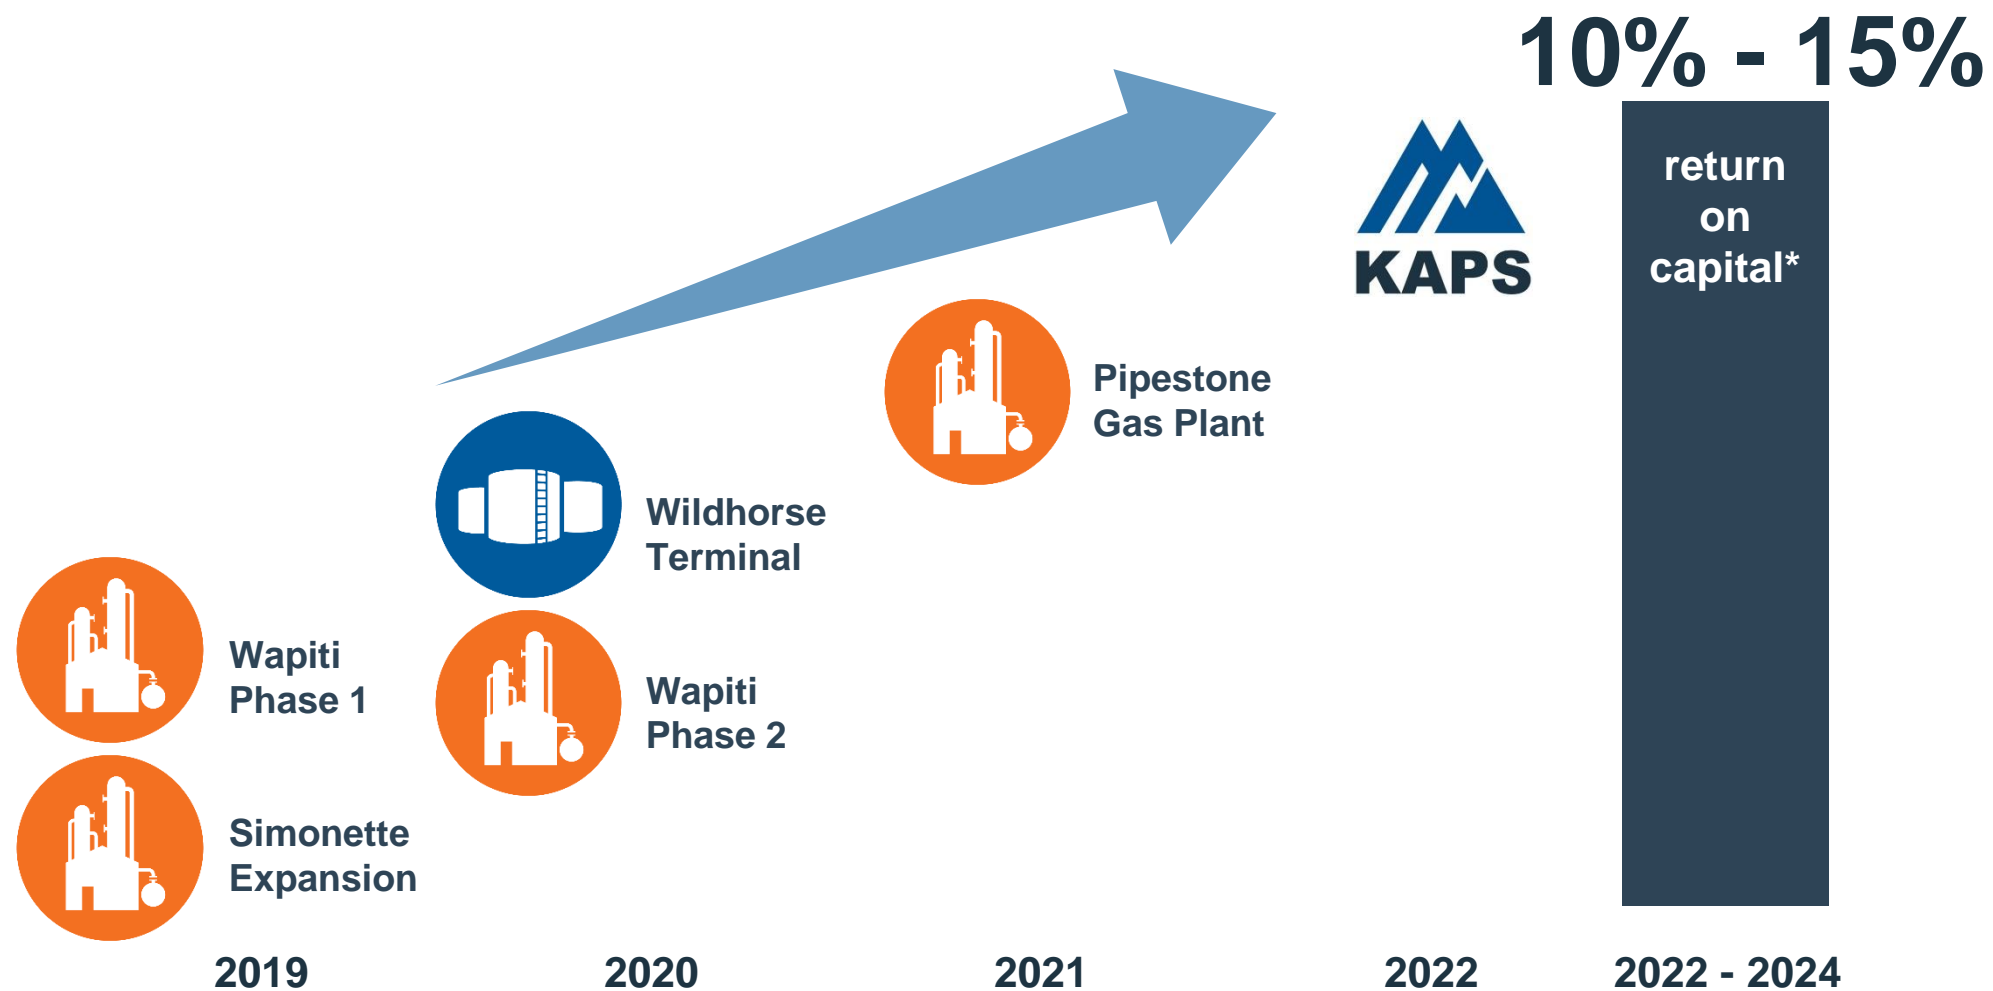 10% - 15%
return
on
capital*
KAPS
Pipestone
Gas Plant
Wildhorse
Terminal
Wapiti
Phase 1
Wapiti
Phase 2
Simonette
Expansion
2019
2020
2021
2022
2022 - 2024